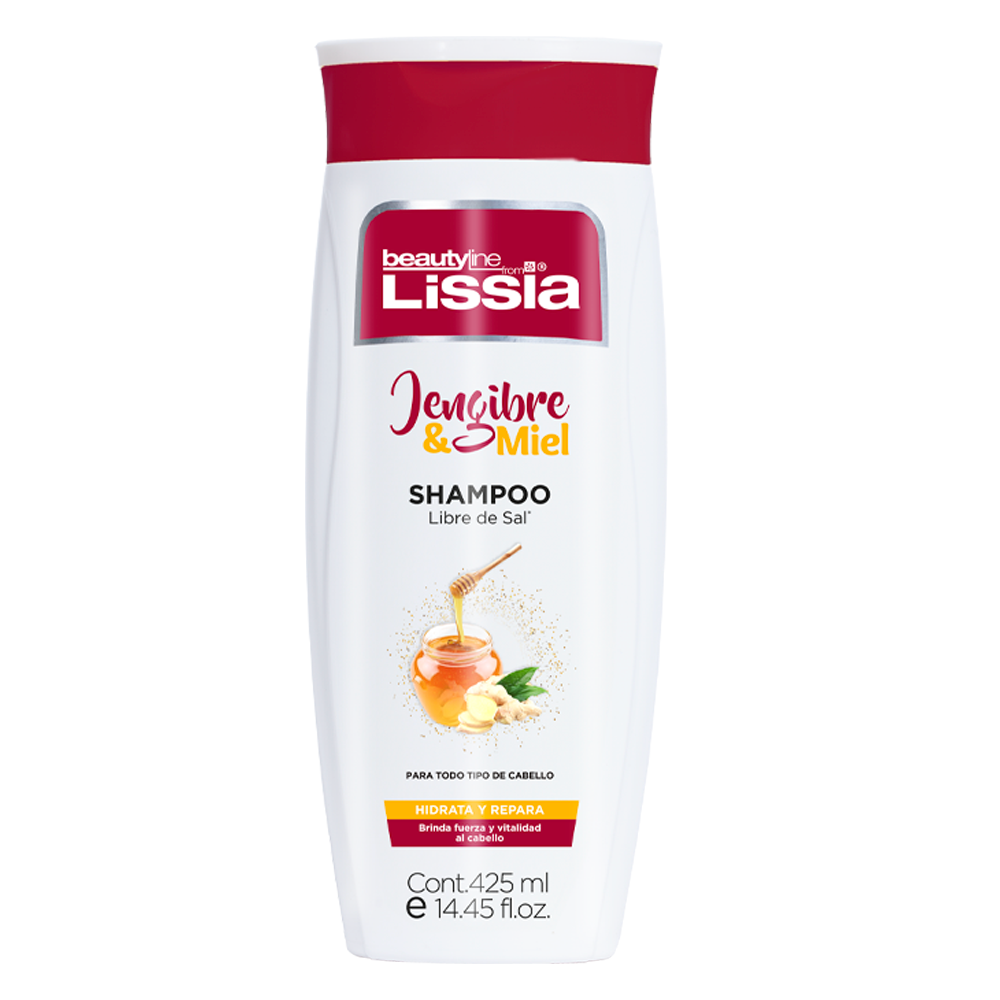 beautyline
from ®
Lissia
Jengibre
& Miel
SHAMPOO
Libre de Sal*
PARA TODO TIPO DE CABELLO
HIDRATA Y REPARA
Brinda fuerza y vitalidad
al cabello
Cont.425 ml
e 14.45 fl.oz.